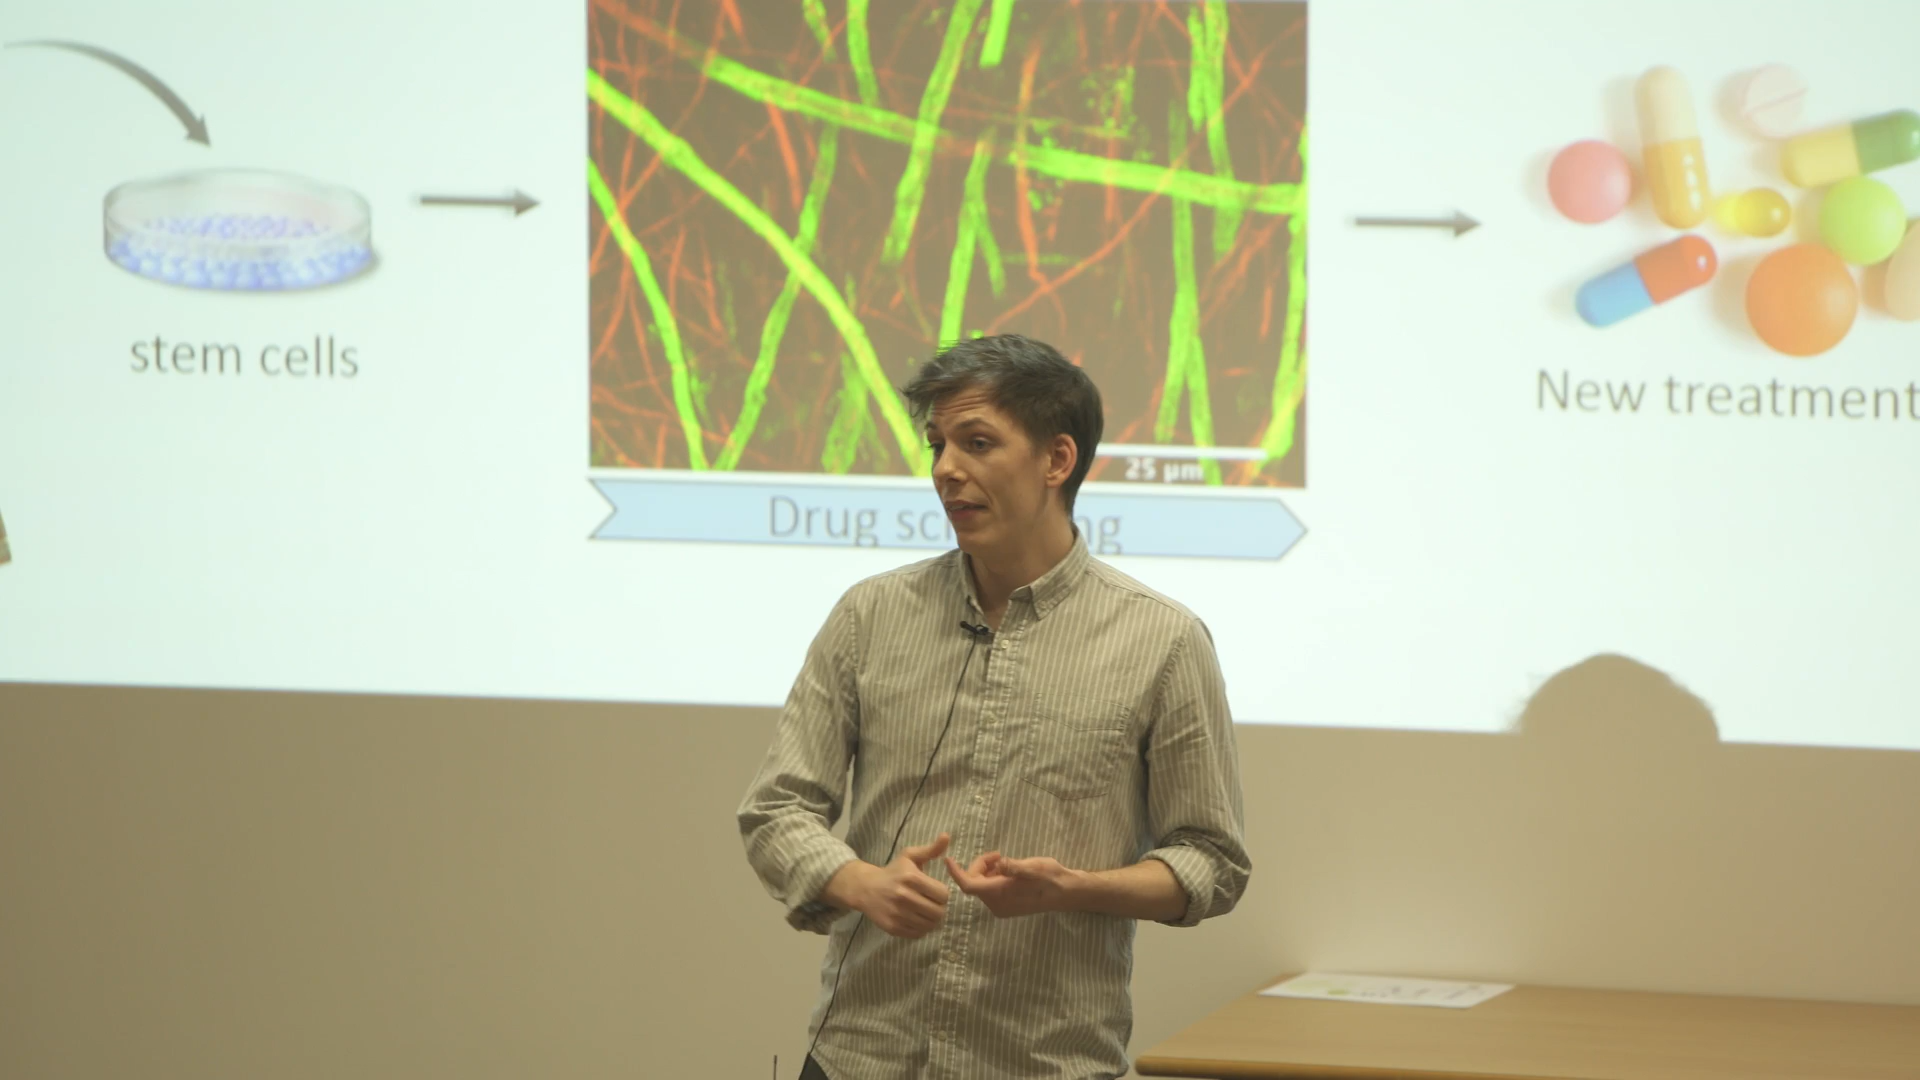 stem cells
25 µm
Drug sc ng
New treatment